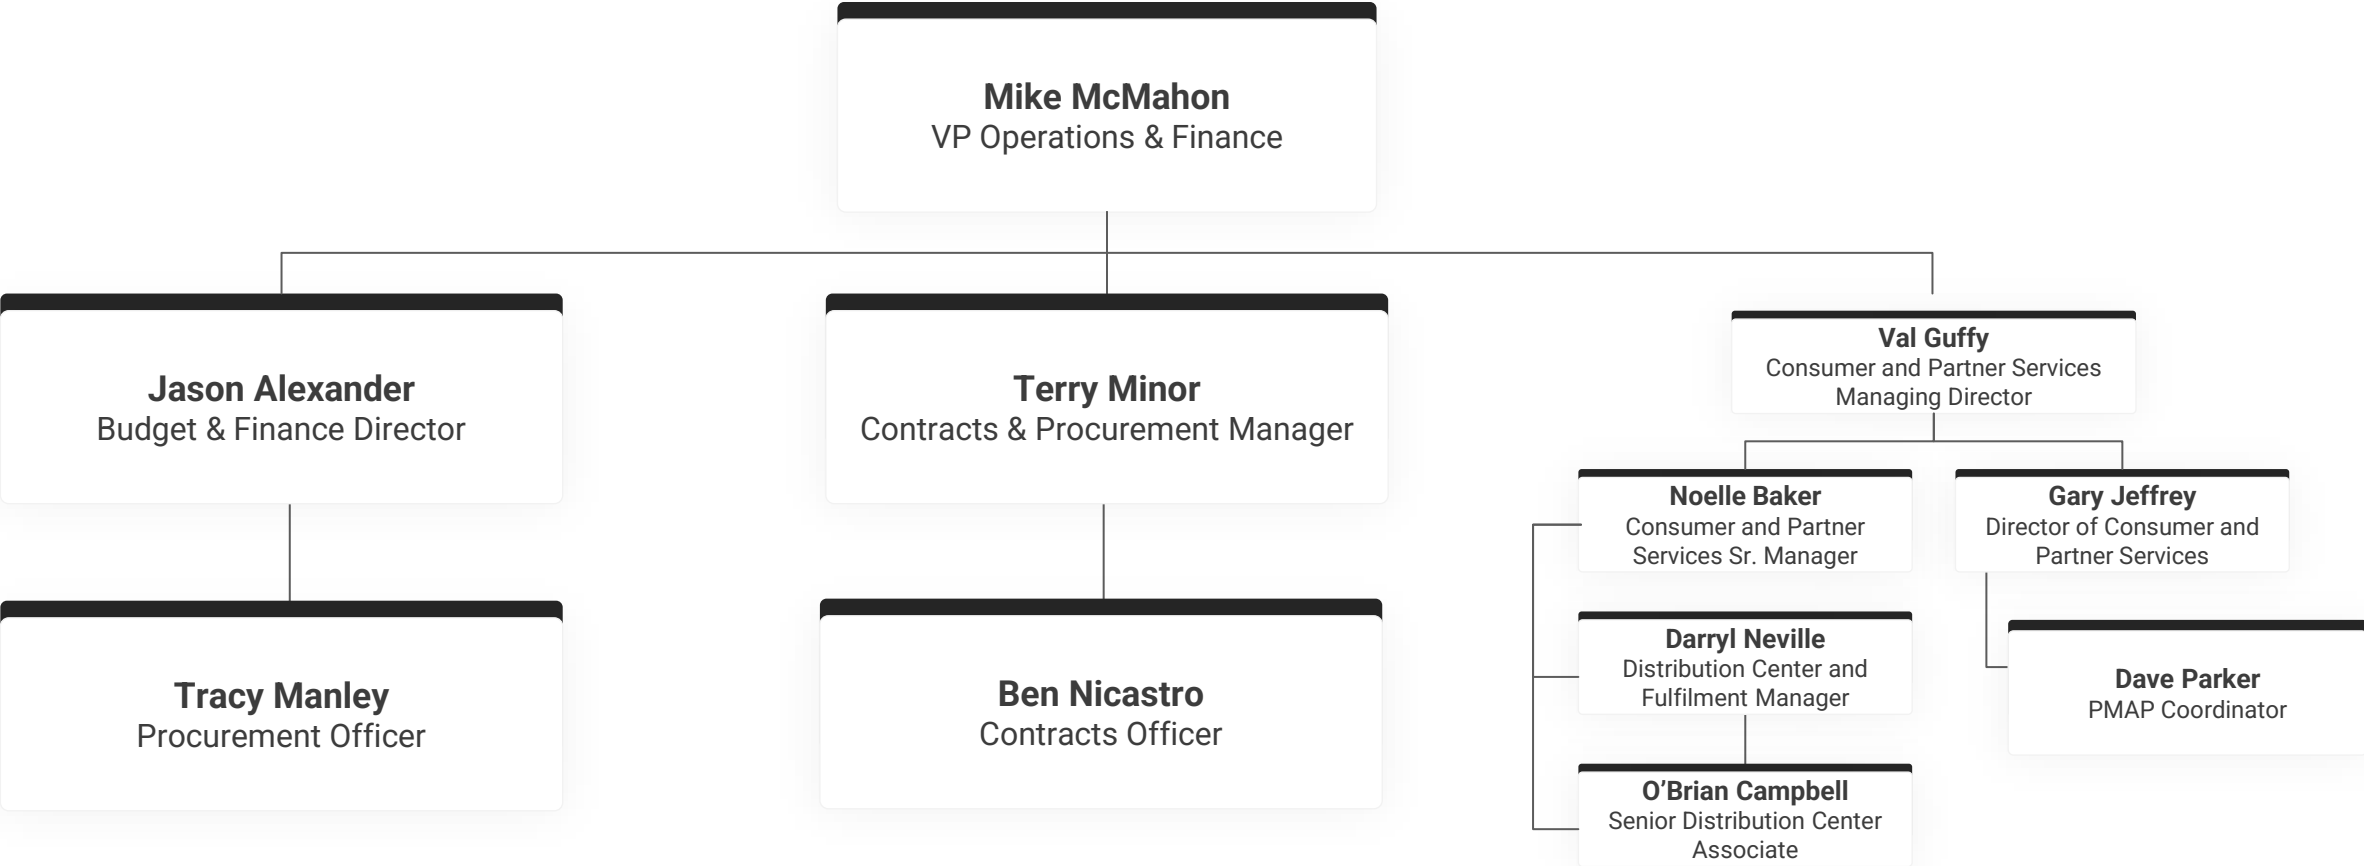 Mike McMahon
VP Operations & Finance
Jason Alexander
Budget & Finance Director
Terry Minor
Contracts & Procurement Manager
Val Guffy
Consumer and Partner Services
Managing Director
Noelle Baker
Consumer and Partner
Services Sr. Manager
Gary Jeffrey
Director of Consumer and
Partner Services
Tracy Manley
Procurement Officer
Ben Nicastro
Contracts Officer
Darryl Neville
Distribution Center and
Fulfilment Manager
Dave Parker
PMAP Coordinator
O’Brian Campbell
Senior Distribution Center
Associate